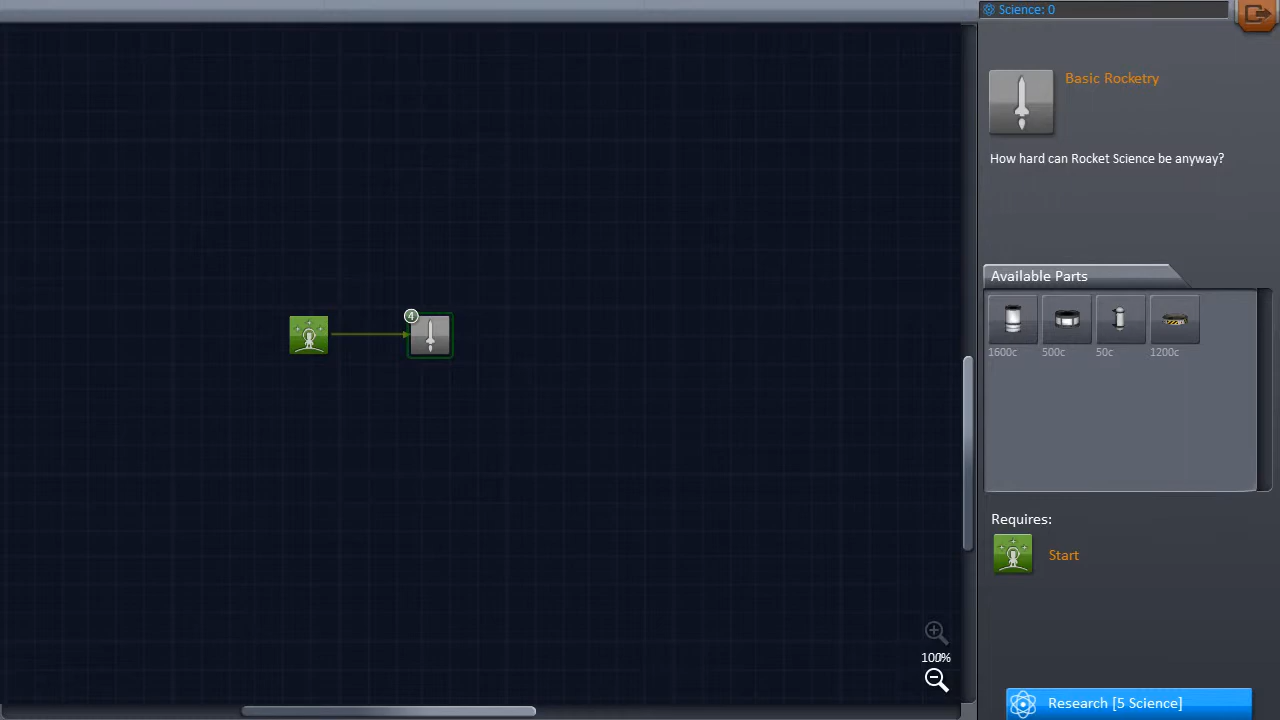 Science: 0
Basic Rocketry
How hard can Rocket Science be anyway?
Available Parts
1600c 500c 50c 1200c
4
Requires:
Start
100%
Research [5 Science]